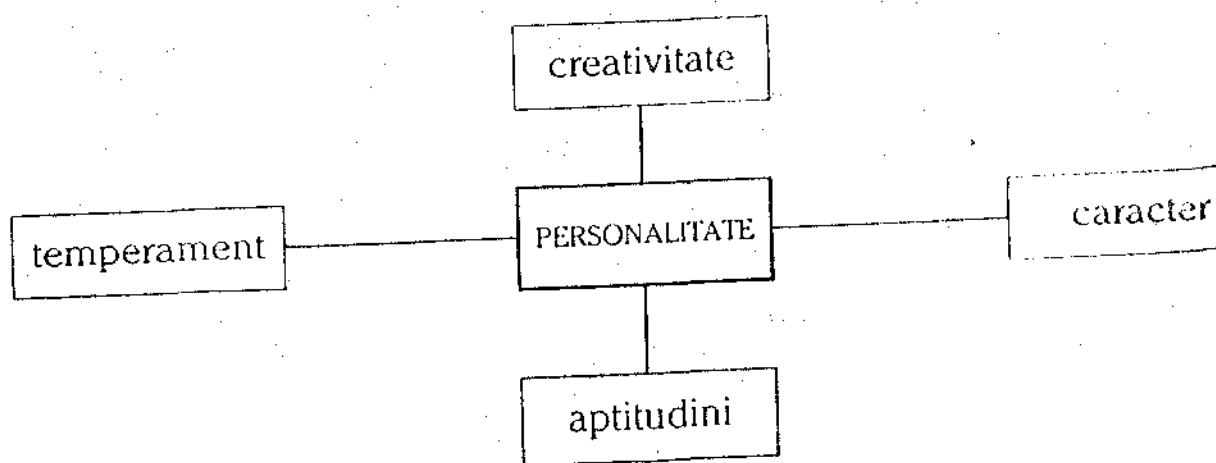 creativitate
temperament
PERSONALITATE
caracter
aptitudini